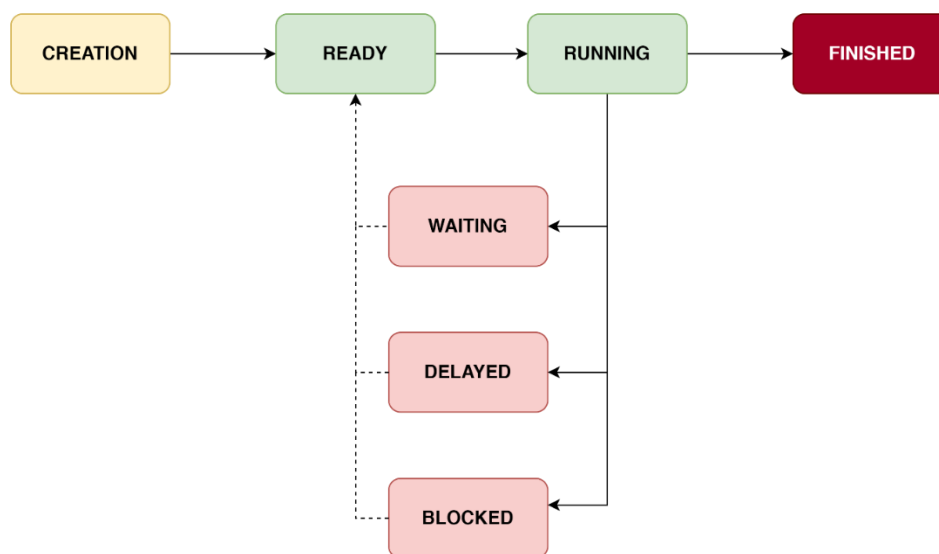 CREATION
READY
RUNNING
FINISHED
WAITING
DELAYED
BLOCKED